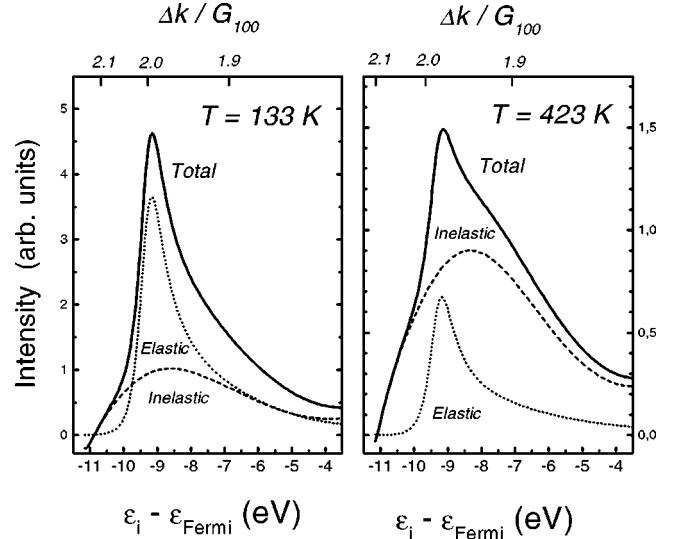 Δk / G100
Δk / G100
2.1 2.0 1.9
2.1 2.0 1.9
T = 133 K
T = 423 K
Total
Total
Elastic
Inelastic
Inelastic
Elastic
Intensity (arb. units)
5
4
3
2
1
0
1,5
1,0
0,5
0,0
-11 -10 -9 -8 -7 -6 -5 -4
-11 -10 -9 -8 -7 -6 -5 -4
εi - εFermi (eV)
εi - εFermi (eV)